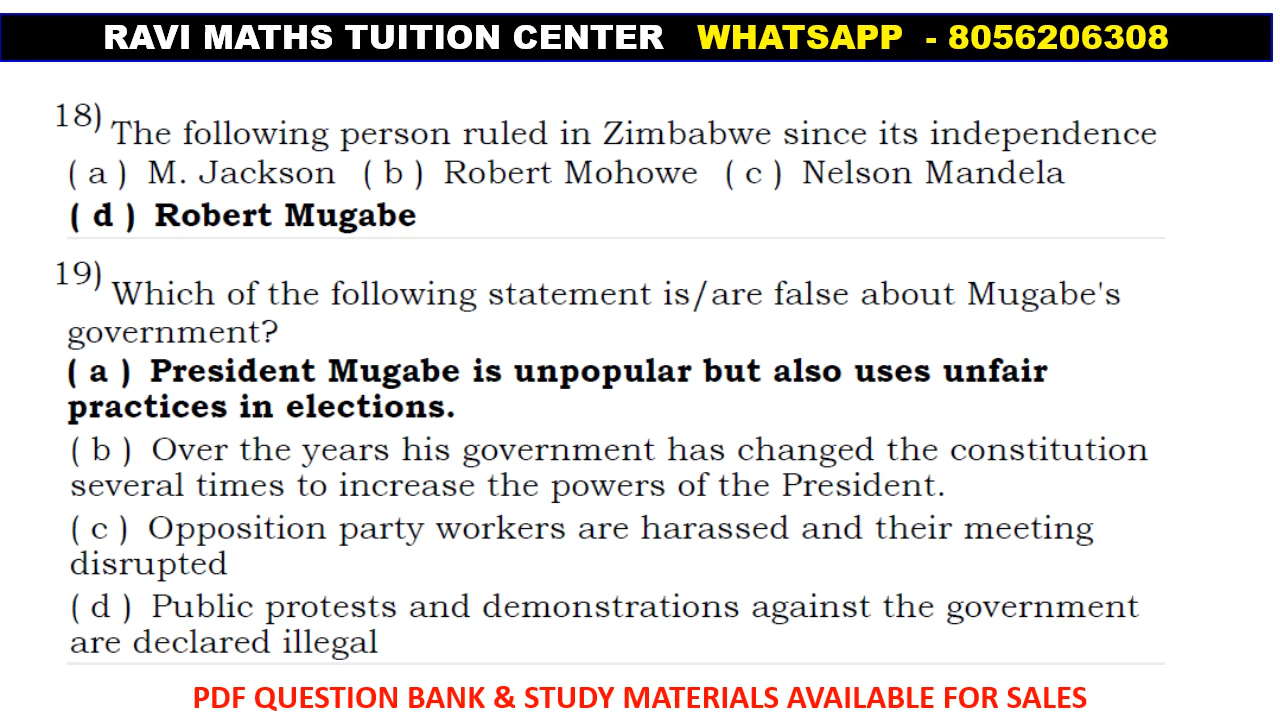 RAVI MATHS TUITION CENTER WHATSAPP - 8056206308
18) The following person ruled in Zimbabwe since its independence
( a ) M. Jackson ( b ) Robert Mohowe ( c ) Nelson Mandela
( d ) Robert Mugabe
19) Which of the following statement is/are false about Mugabe's
government?
( a ) President Mugabe is unpopular but also uses unfair
practices in elections.
( b ) Over the years his government has changed the constitution
several times to increase the powers of the President.
( c ) Opposition party workers are harassed and their meeting
disrupted
( d ) Public protests and demonstrations against the government
are declared illegal
PDF QUESTION BANK & STUDY MATERIALS AVAILABLE FOR SALES